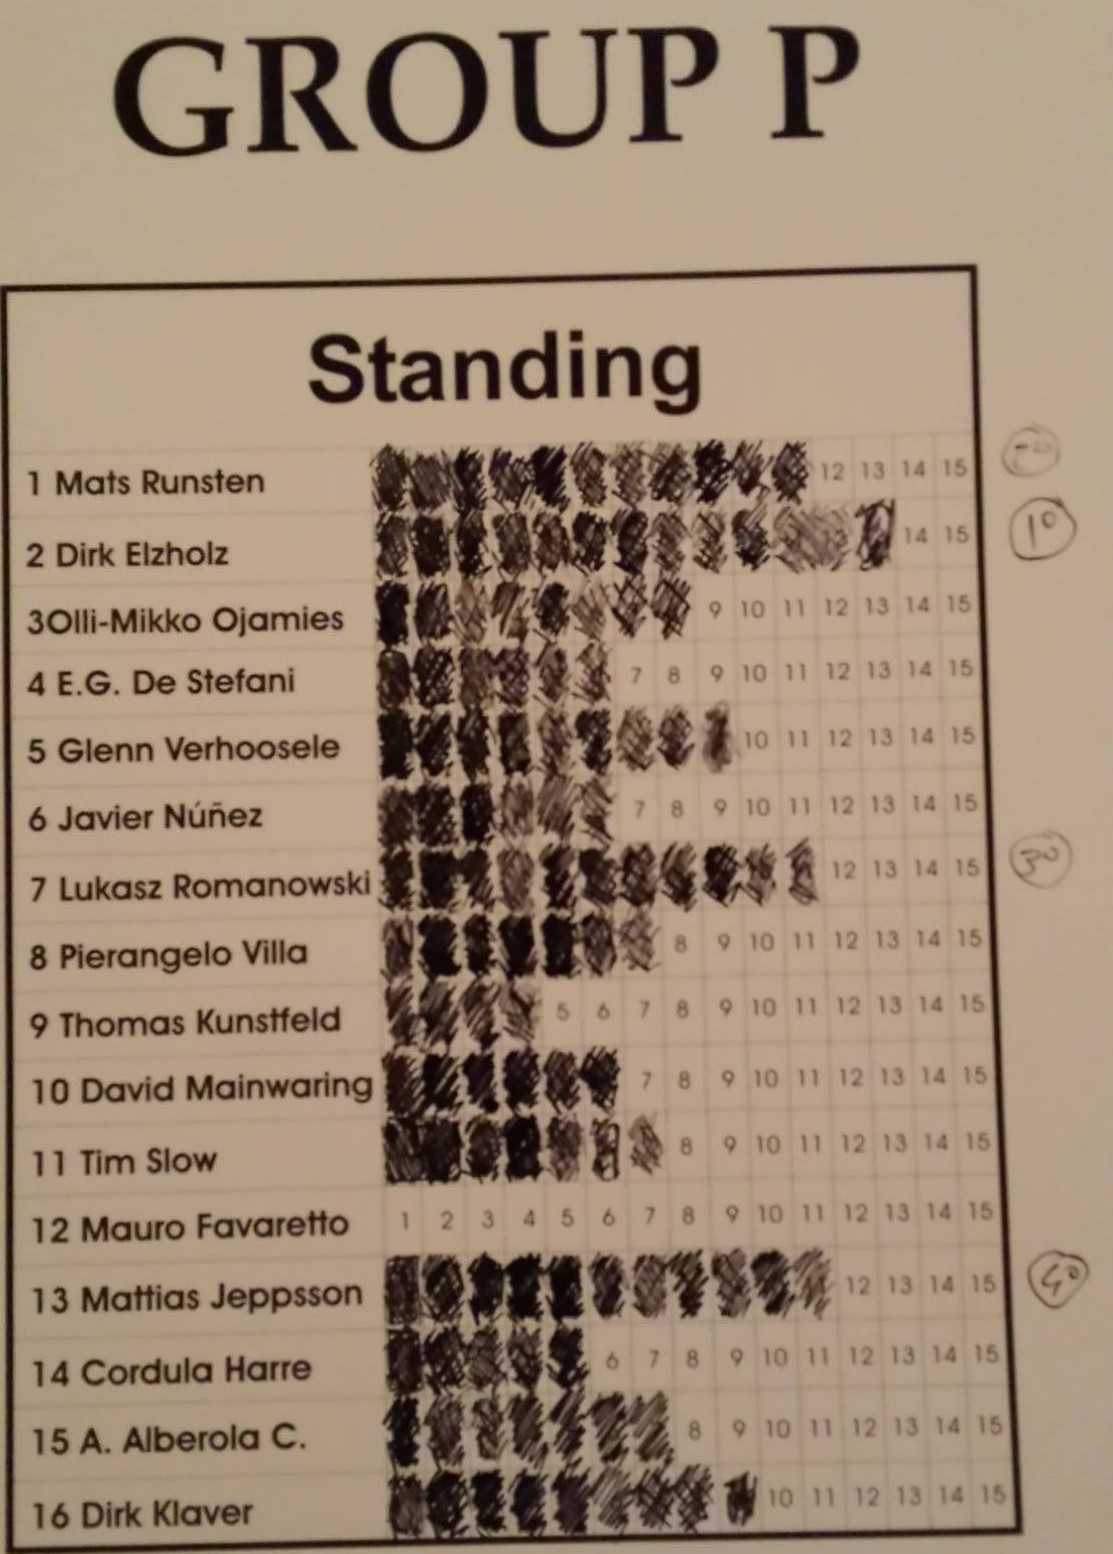 GROUP P
Standing
1 Mats Runsten 12 13 14 15 2º
2 Dirk Elzholz 14 15 1º
3Olli-Mikko Ojamies 9 10 11 12 13 14 15
4 E.G. De Stefani 7 8 9 10 11 12 13 14 15
5 Glenn Verhoosele 10 11 12 13 14 15
6 Javier Núñez 7 8 9 10 11 12 13 14 15
7 Lukasz Romanowski 12 13 14 15 3º
8 Pierangelo Villa 8 9 10 11 12 13 14 15
9 Thomas Kunstfeld 5 6 7 8 9 10 11 12 13 14 15
10 David Mainwaring 7 8 9 10 11 12 13 14 15
11 Tim Slow 8 9 10 11 12 13 14 15
12 Mauro Favaretto 1 2 3 4 5 6 7 8 9 10 11 12 13 14 15
13 Mattias Jeppsson 12 13 14 15 4º
14 Cordula Harre 6 7 8 9 10 11 12 13 14 15
15 A. Alberola C. 8 9 10 11 12 13 14 15
16 Dirk Klaver 10 11 12 13 14 15